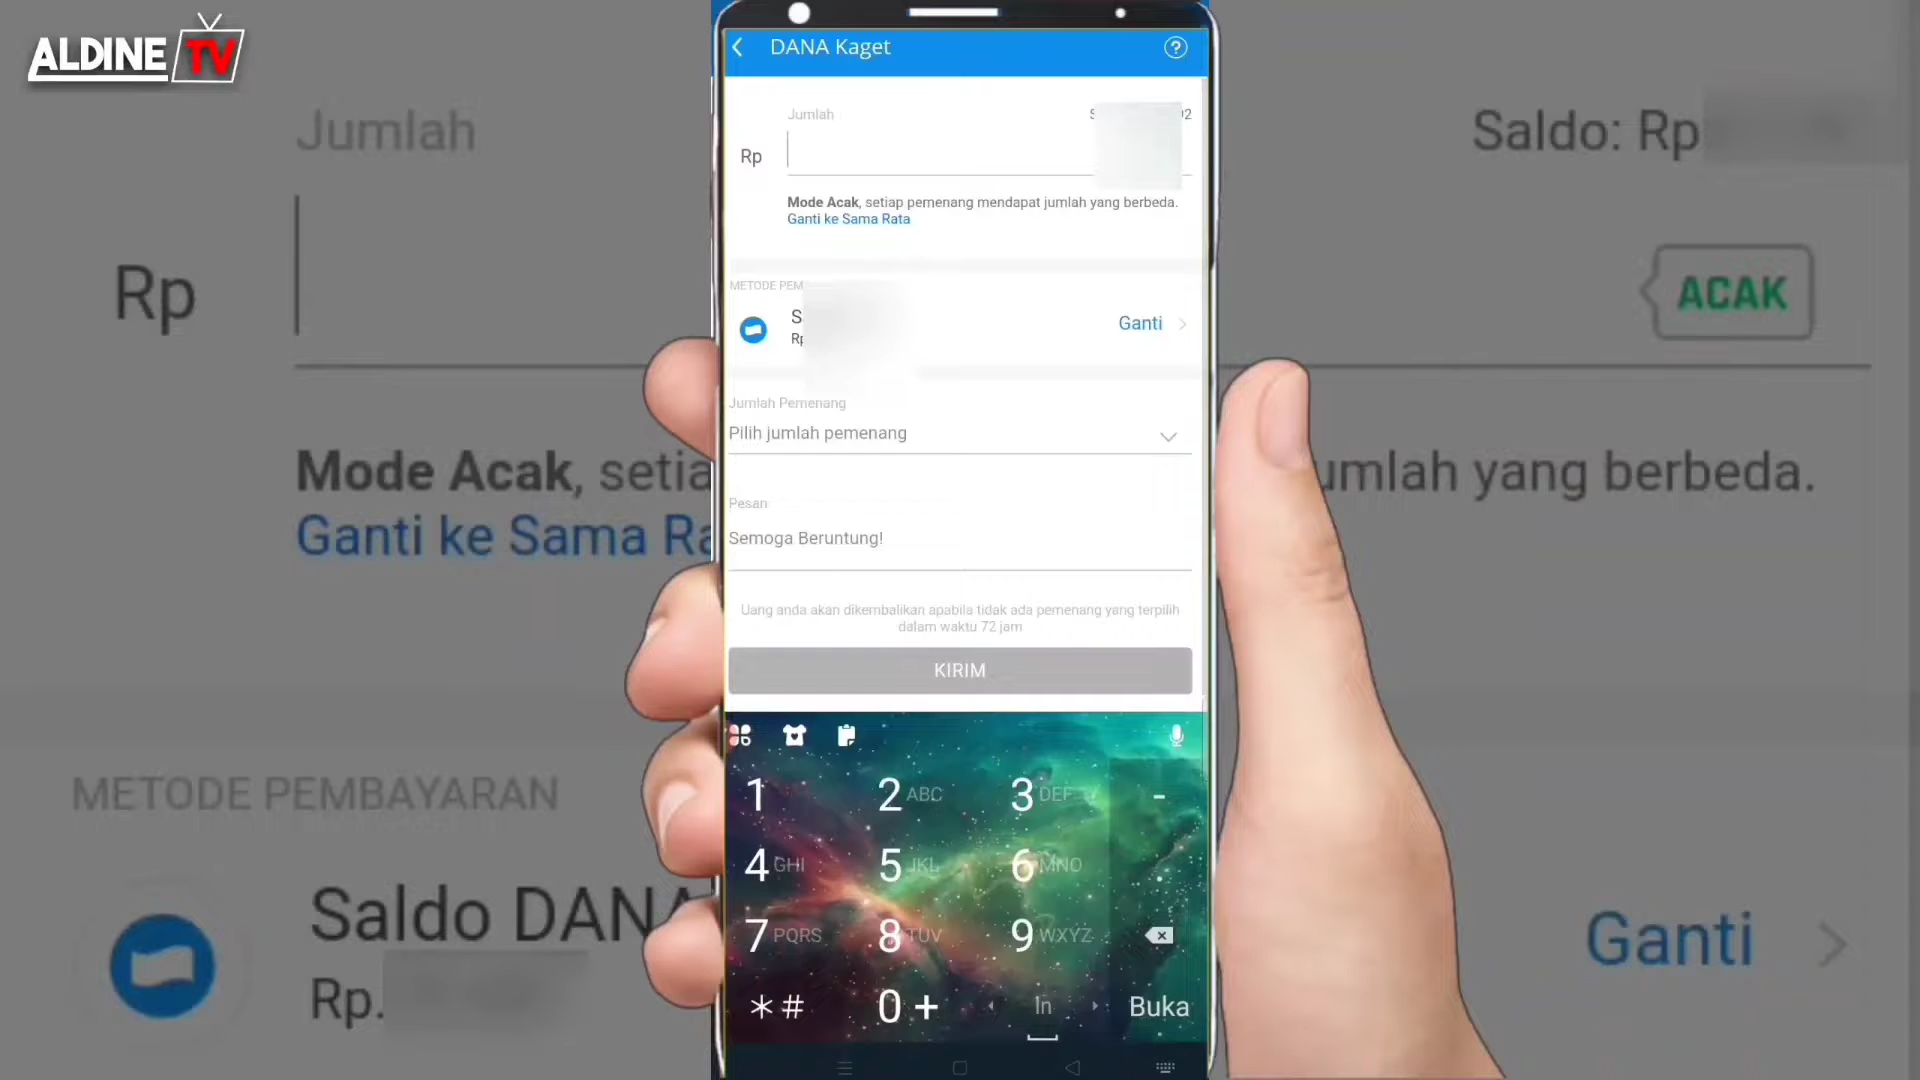 ALDINE TV
DANA Kaget
?
Jumlah
Rp
Mode Acak, setiap pemenang mendapat jumlah yang berbeda.
Ganti ke Sama Rata
METODE PEM
Rp
Ganti
Jumlah Pemenang
Pilih jumlah pemenang
Pesan
Semoga Beruntung!
Uang anda akan dikembalikan apabila tidak ada pemenang yang terpilih
dalam waktu 72 jam
KIRIM
1 2 ABC 3 DEF -
4 GHI 5 JKL 6 MNO .
7 PQRS 8 TUV 9 WXYZ
*# 0 + In Buka
Jumlah
Saldo: Rp
Rp
ACAK
Mode Acak, setia
umlah yang berbeda.
Ganti ke Sama Ra
METODE PEMBAYARAN
Saldo DANA
Rp.
Ganti